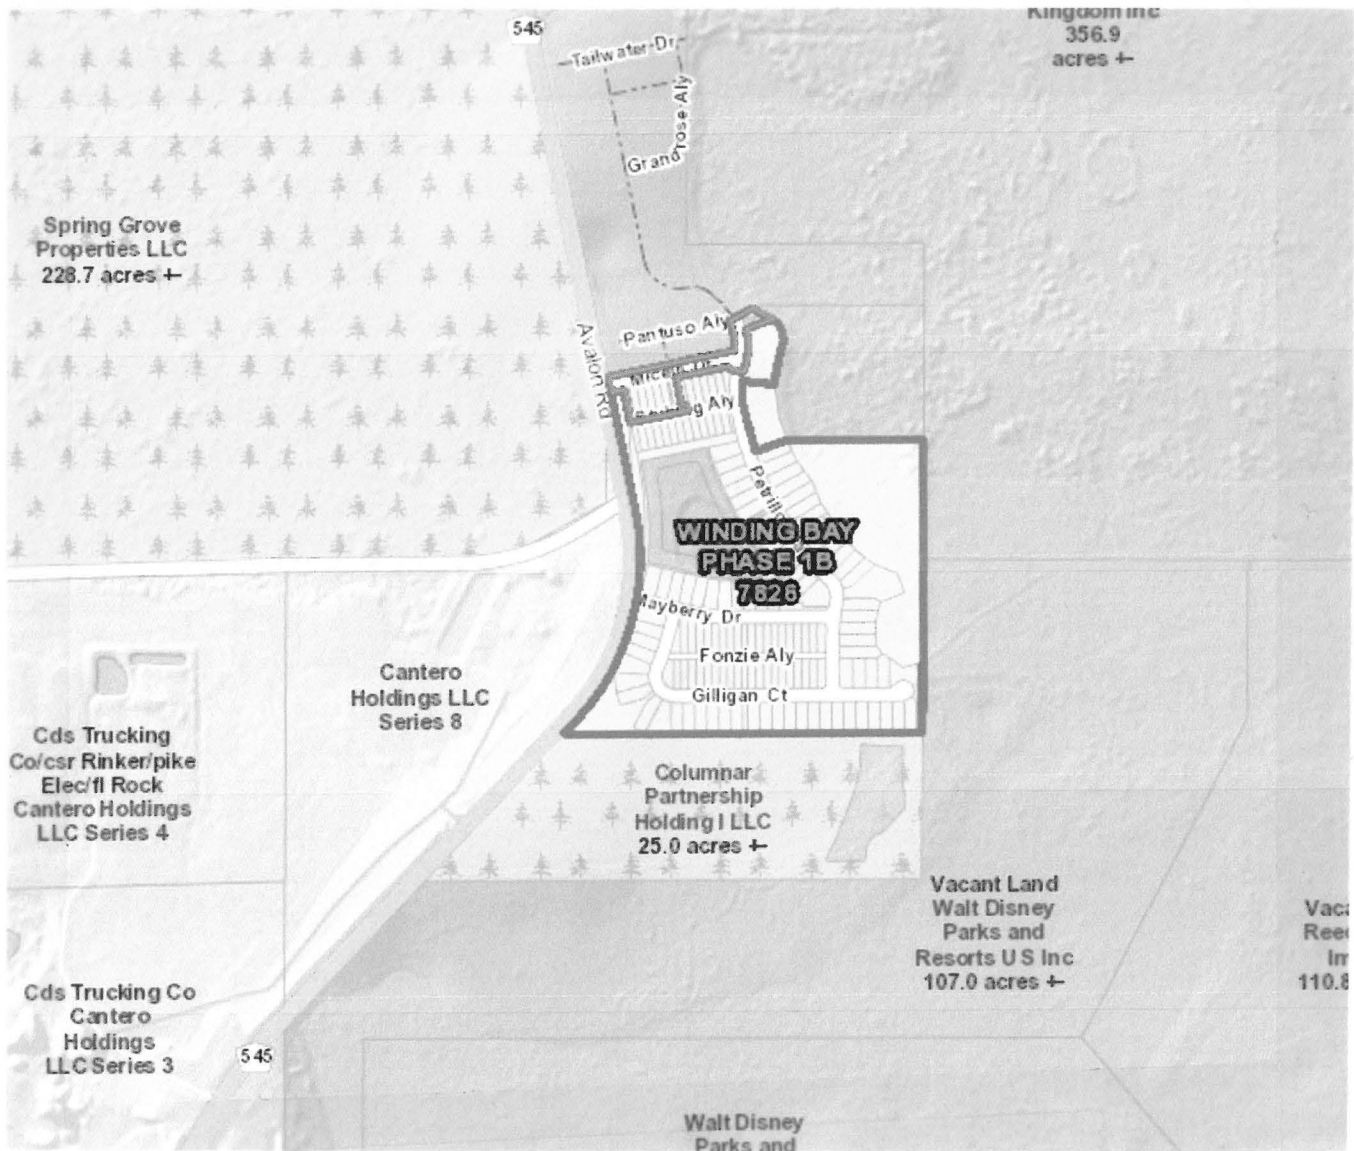 545
Kingdom Inc
356.9
acres +-
Tailwater Dr
Grandrose Aly
Spring Grove
Properties LLC
228.7 acres +-
Avalon Rd
Pantuso Aly
Aly
WINDING BAY
PHASE 1B
7828
Mayberry Dr
Fonzie Aly
Gilligan Ct
Cantero
Holdings LLC
Series 8
Cds Trucking
Co/csr Rinker/pike
Elec/fl Rock
Cantero Holdings
LLC Series 4
Columnar
Partnership
Holding I LLC
25.0 acres +-
Vacant Land
Walt Disney
Parks and
Resorts U S Inc
107.0 acres +-
110.8
Cds Trucking Co
Cantero
Holdings
LLC Series 3
545
Walt Disney
Parks and